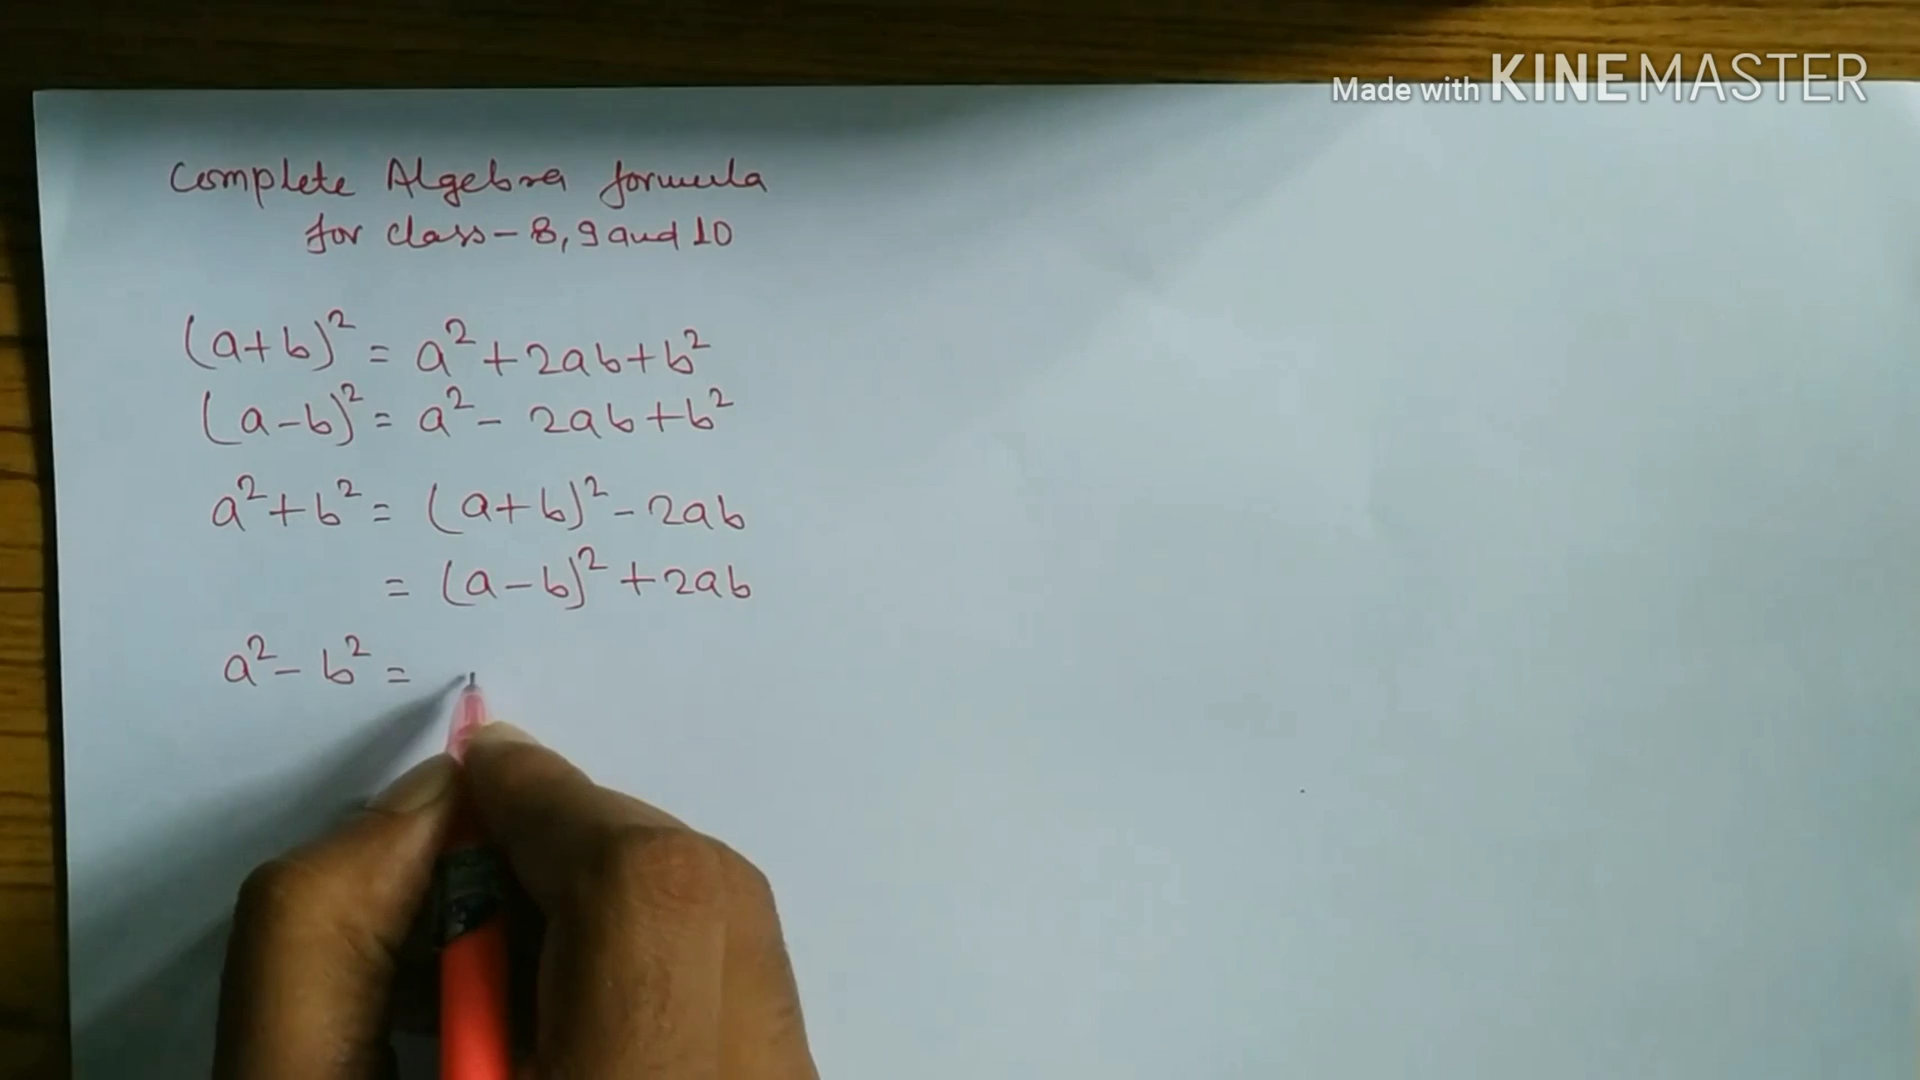 Made with KINEMASTER
Complete Algebra formula
for class-8, 9 and 10
(a+b)² = a² + 2ab + b²
(a-b)² = a² - 2ab + b²
a² + b² = (a+b)² - 2ab
= (a-b)² + 2ab
a² - b² =